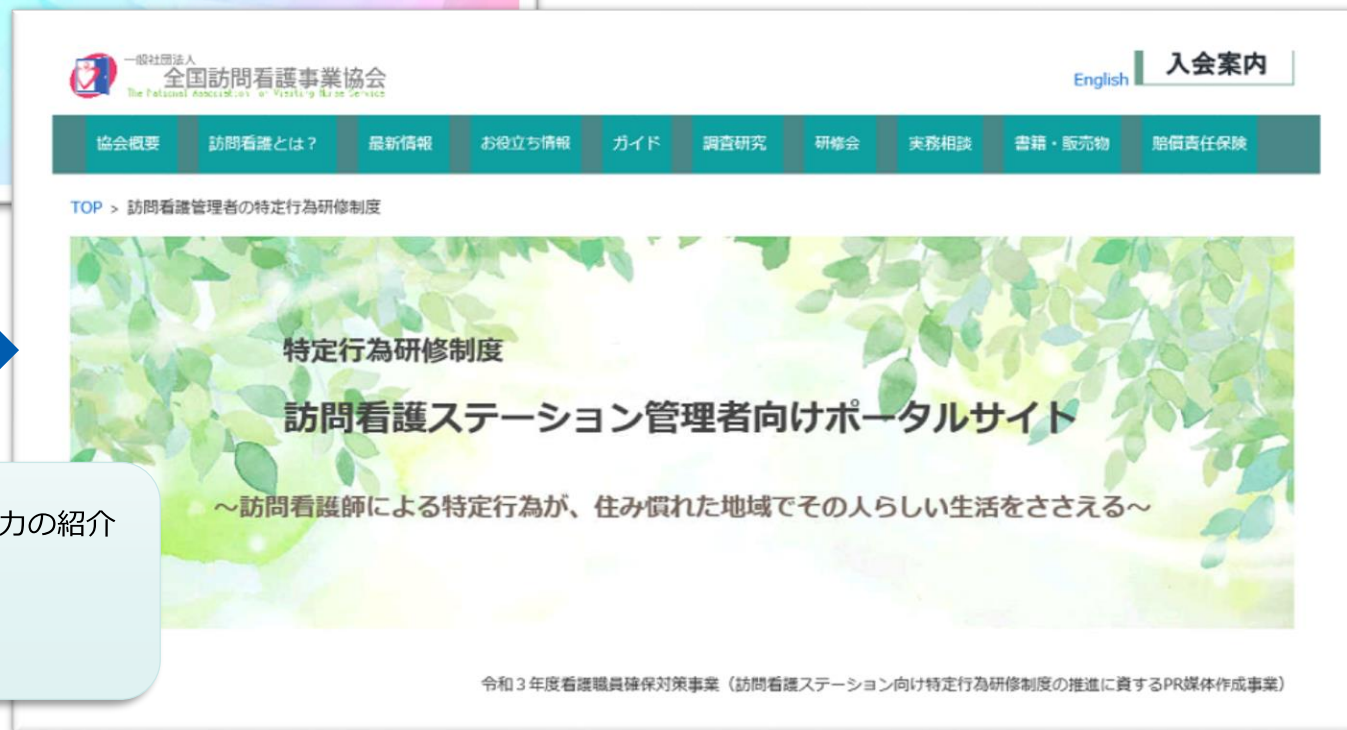 一般社団法人
全国訪問看護事業協会
The National Association for Visiting Nurse Service
English
入会案内
協会概要 訪問看護とは? 最新情報 お役立ち情報 ガイド 調査研究 研修会 実務相談 書籍・販売物 賠償責任保険
TOP > 訪問看護管理者の特定行為研修制度
特定行為研修制度
訪問看護ステーション管理者向けポータルサイト
~訪問看護師による特定行為が、住み慣れた地域でその人らしい生活をささえる~
力の紹介
令和3年度看護職員確保対策事業(訪問看護ステーション向け特定行為研修制度の推進に資するPR媒体作成事業)